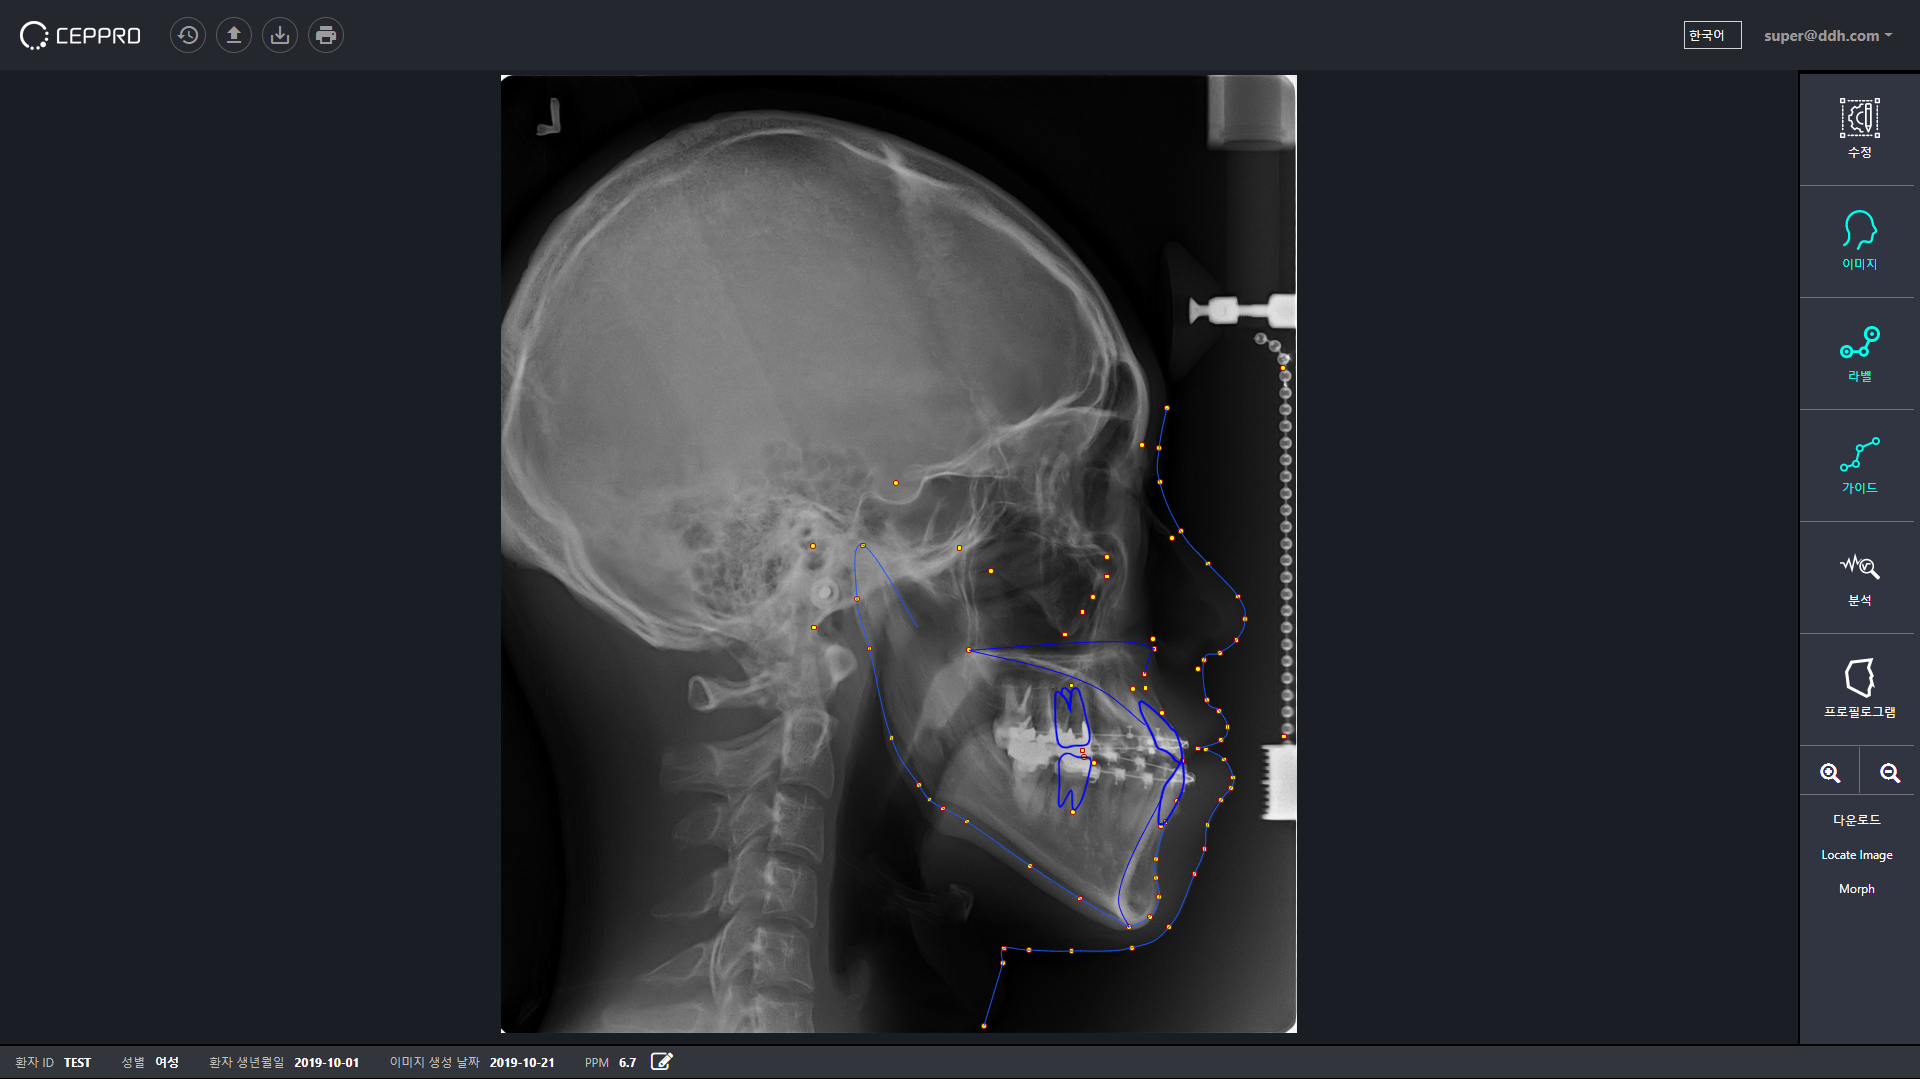 CEPPRO
한국어
super@ddh.com
L
수정
이미지
라벨
가이드
분석
프로필로그램
다운로드
Locate Image
Morph
환자 ID TEST 성별 여성 환자 생년월일 2019-10-01 이미지 생성 날짜 2019-10-21 PPM 6.7